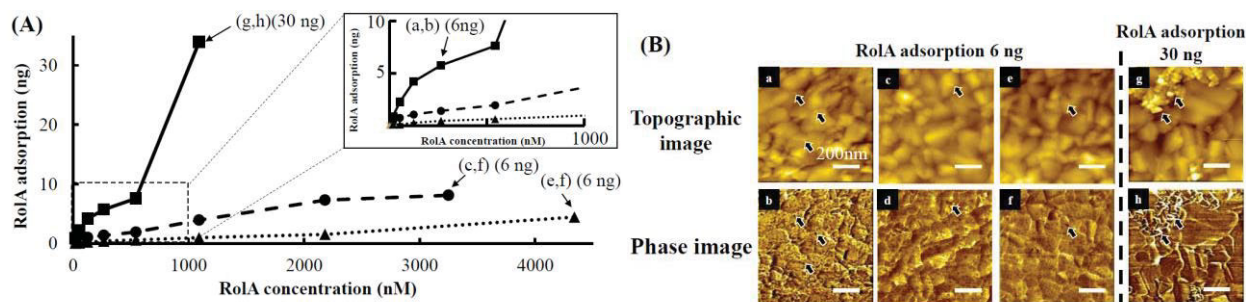 (A)
(g,h)(30 ng)
RolA adsorption (ng)
30
20
10
0
0
1000
2000
3000
4000
RolA concentration (nM)
(c,f) (6 ng)
(e,f) (6 ng)
10
5
(a,b) (6ng)
RolA adsorption (ng)
RolA concentration (nM)
1000
(B)
RolA adsorption 6 ng
RolA adsorption
30 ng
Topographic
image
a
c
e
g
200nm
Phase image
b
d
f
h